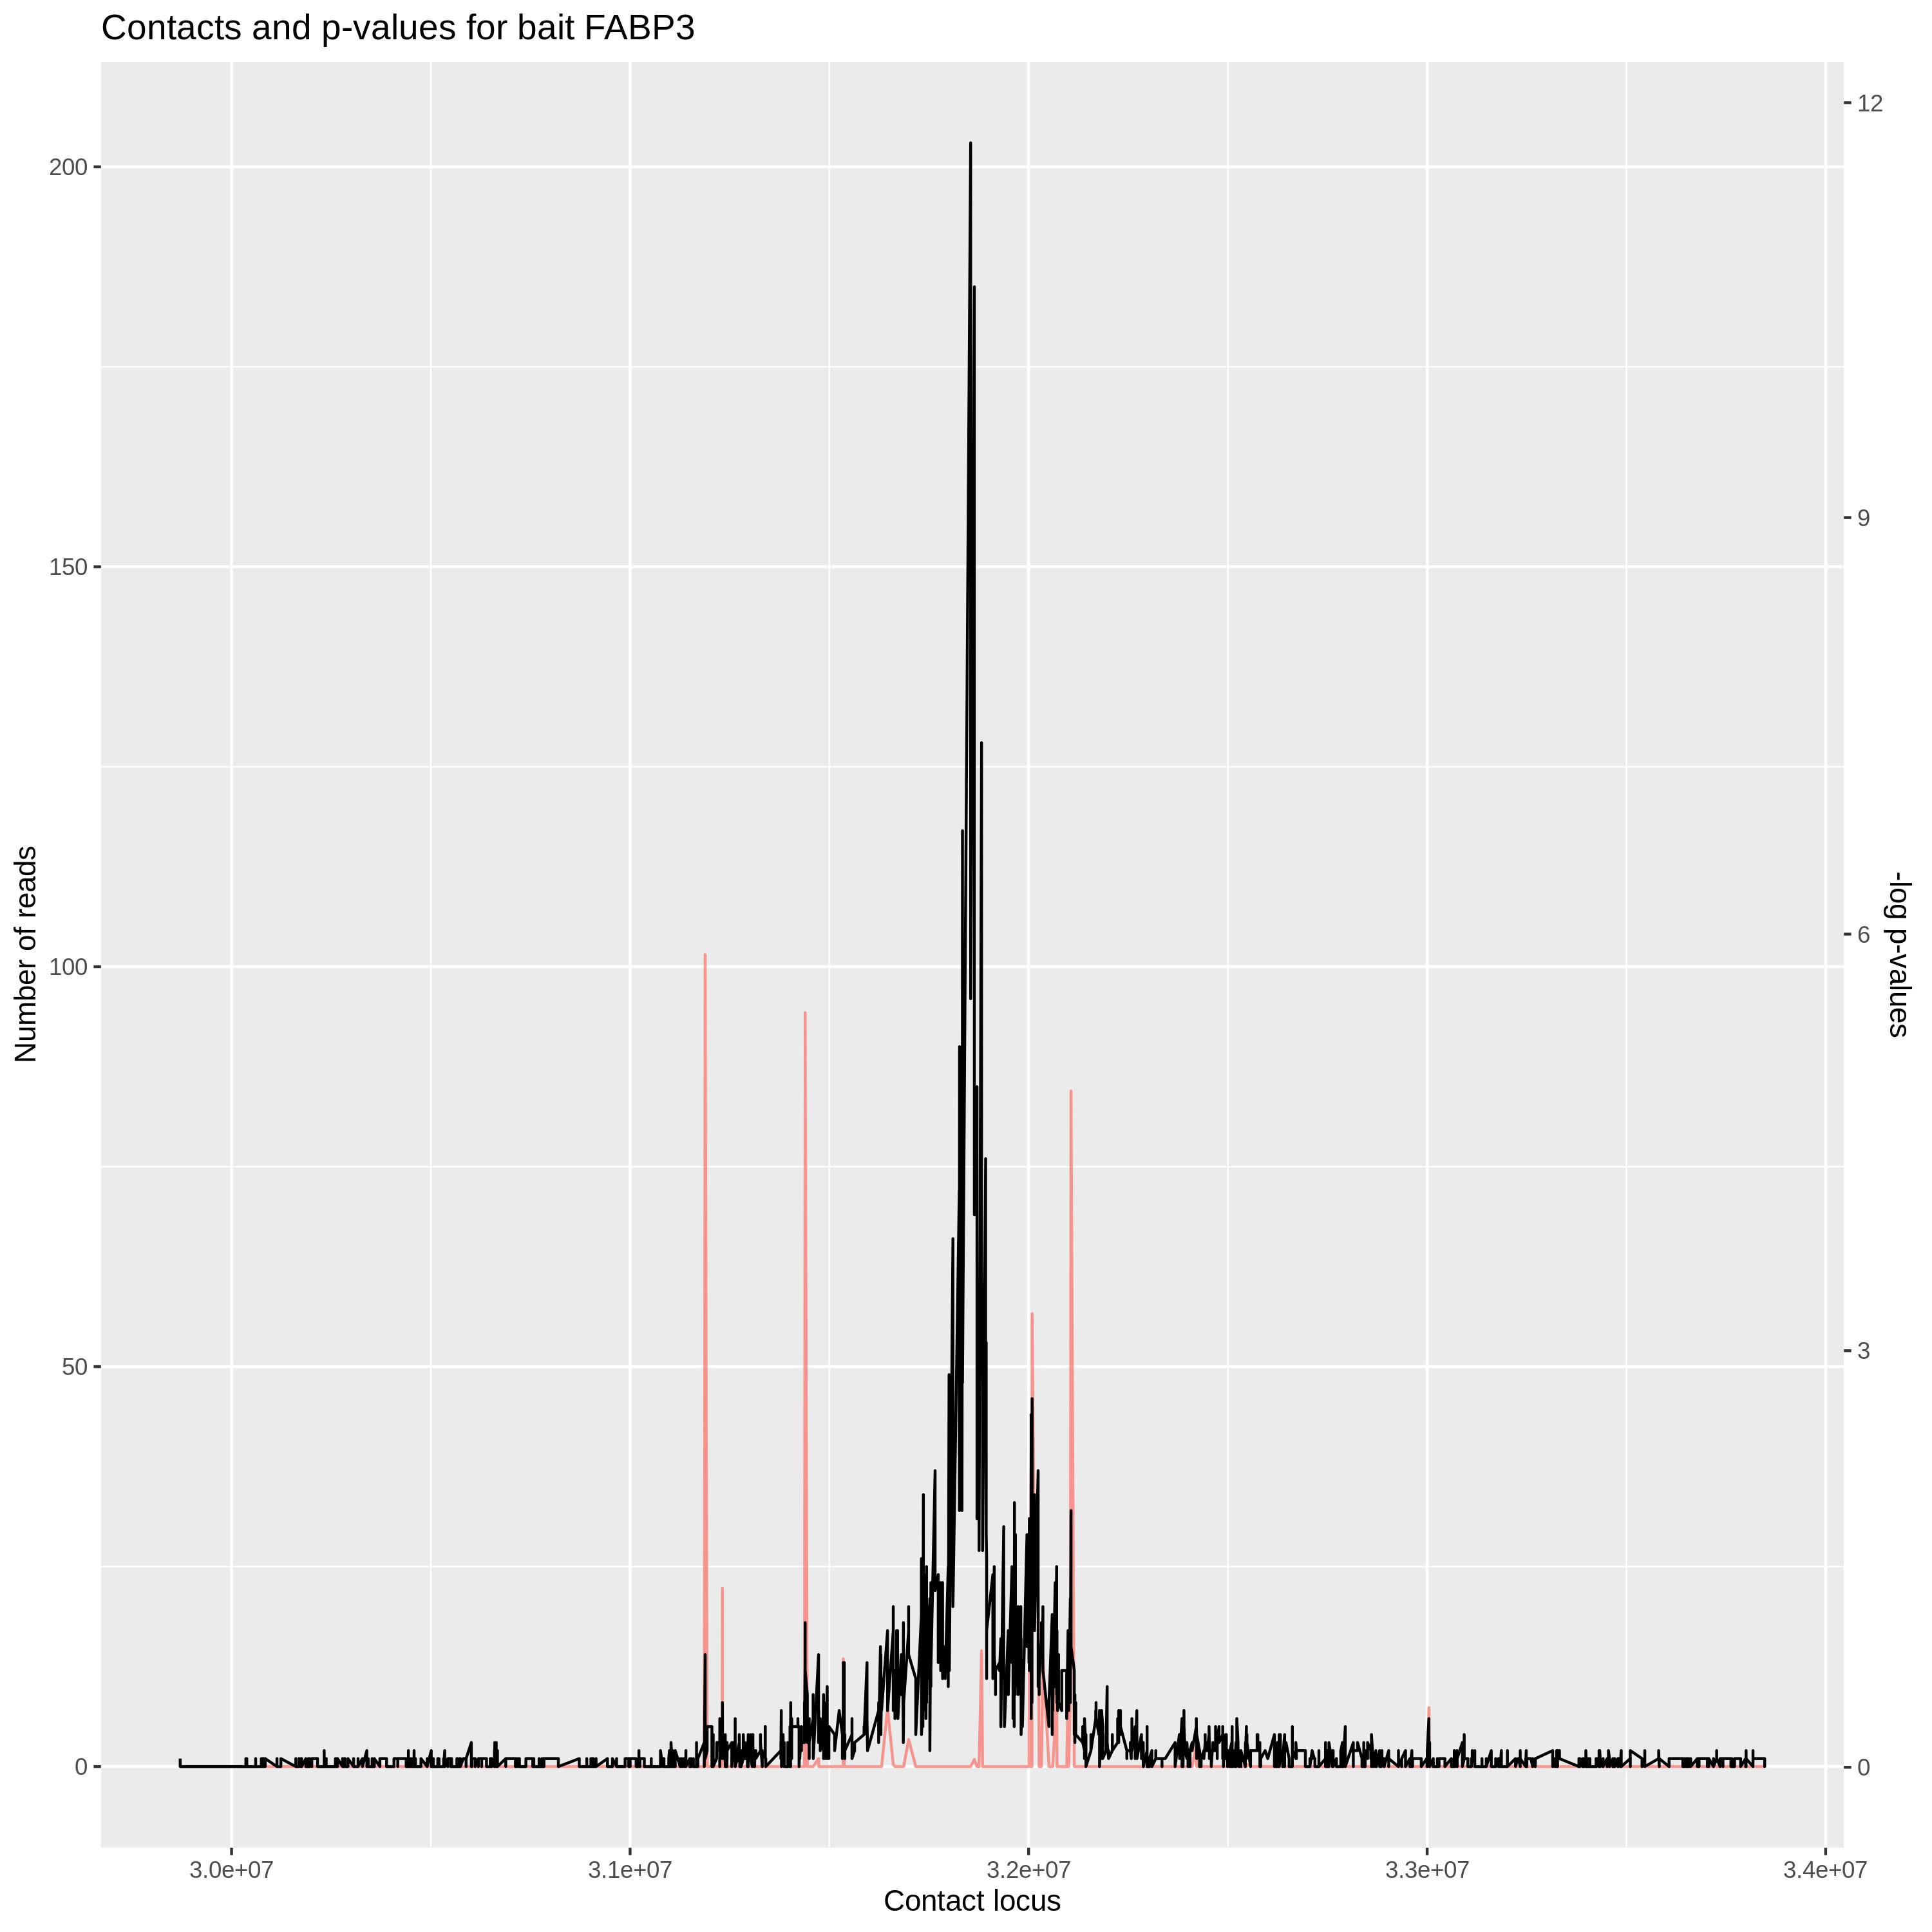 Contacts and p-values for bait FABP3
200
150
100
50
0
Number of reads
12
9
6
3
0
-log p-values
3.0e+07
3.1e+07
3.2e+07
3.3e+07
3.4e+07
Contact locus